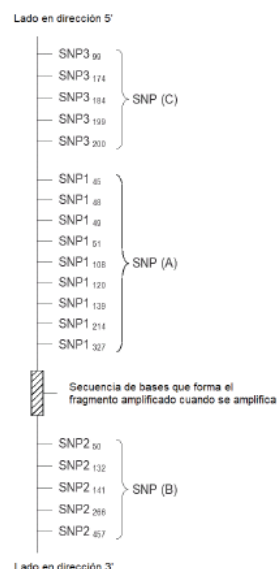 Lado en dirección 5'
SNP3 99
SNP3 174
SNP3 184 SNP (C)
SNP3 199
SNP3 200
SNP1 45
SNP1 48
SNP1 49
SNP1 51
SNP1 108 SNP (A)
SNP1 120
SNP1 139
SNP1 214
SNP1 327
Secuencia de bases que forma el
fragmento amplificado cuando se amplifica
SNP2 50
SNP2 132
SNP2 141 SNP (B)
SNP2 266
SNP2 457
Lado en dirección 3'